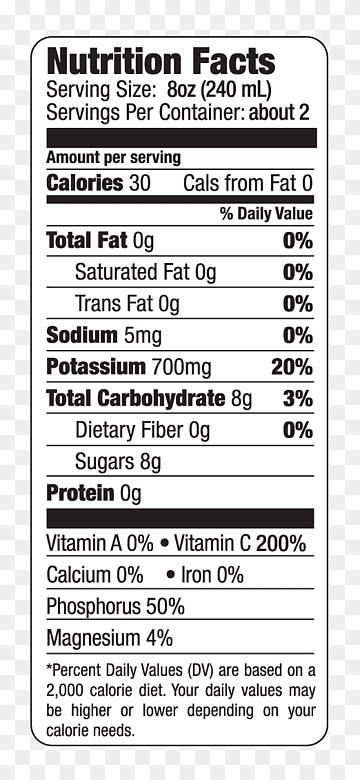 Nutrition Facts
Serving Size: 8oz (240 mL)
Servings Per Container: about 2
Amount per serving
Calories 30 Cals from Fat 0
% Daily Value
Total Fat 0g 0%
Saturated Fat 0g 0%
Trans Fat 0g 0%
Sodium 5mg 0%
Potassium 700mg 20%
Total Carbohydrate 8g 3%
Dietary Fiber 0g 0%
Sugars 8g
Protein 0g
Vitamin A 0% • Vitamin C 200%
Calcium 0% • Iron 0%
Phosphorus 50%
Magnesium 4%
*Percent Daily Values (DV) are based on a
2,000 calorie diet. Your daily values may
be higher or lower depending on your
calorie needs.